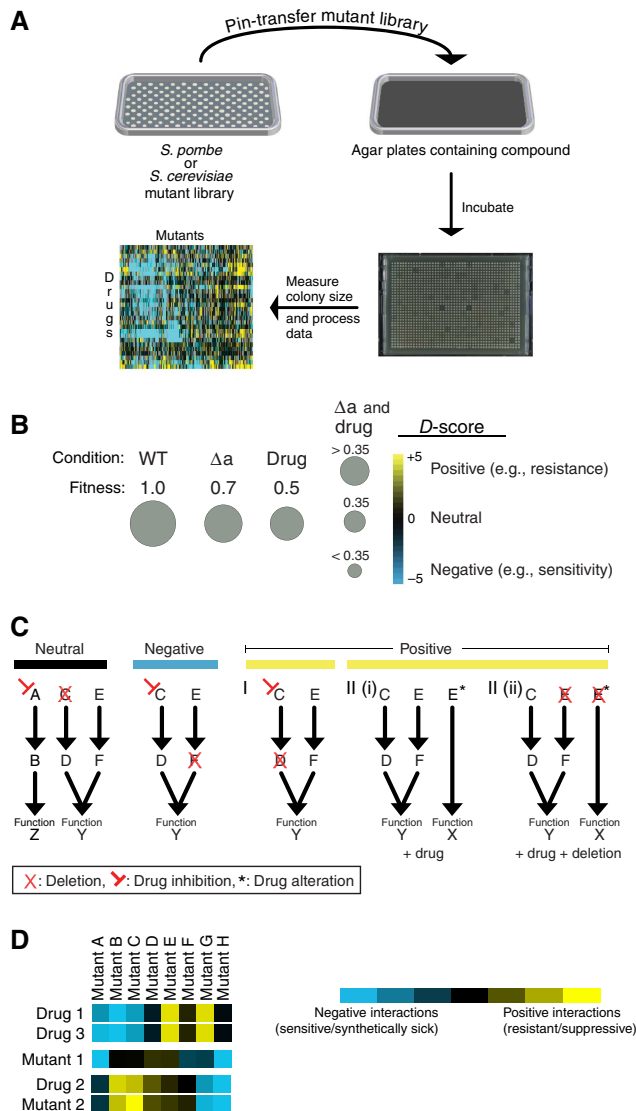 A
Pin-transfer mutant library
S. pombe
or
S. cerevisiae
mutant library
Agar plates containing compound
Incubate
Mutants
Drugs
Measure
colony size
and process
data
B
Δa and
drug
D-score
Condition: WT Δa Drug
Fitness: 1.0 0.7 0.5
> 0.35
0.35
< 0.35
+5
0
−5
Positive (e.g., resistance)
Neutral
Negative (e.g., sensitivity)
C
Neutral Negative Positive
A C E C E I C E II (i) C E E* II (ii) C E E*
B D F D F D F D F D F
Function Function Function Function Function Function Function Function
Z Y Y Y Y X Y X
+ drug + drug + deletion
X: Deletion, : Drug inhibition, *: Drug alteration
D
Mutant A
Mutant B
Mutant C
Mutant D
Mutant E
Mutant F
Mutant G
Mutant H
Drug 1
Drug 3
Mutant 1
Drug 2
Mutant 2
Negative interactions
(sensitive/synthetically sick)
Positive interactions
(resistant/suppressive)